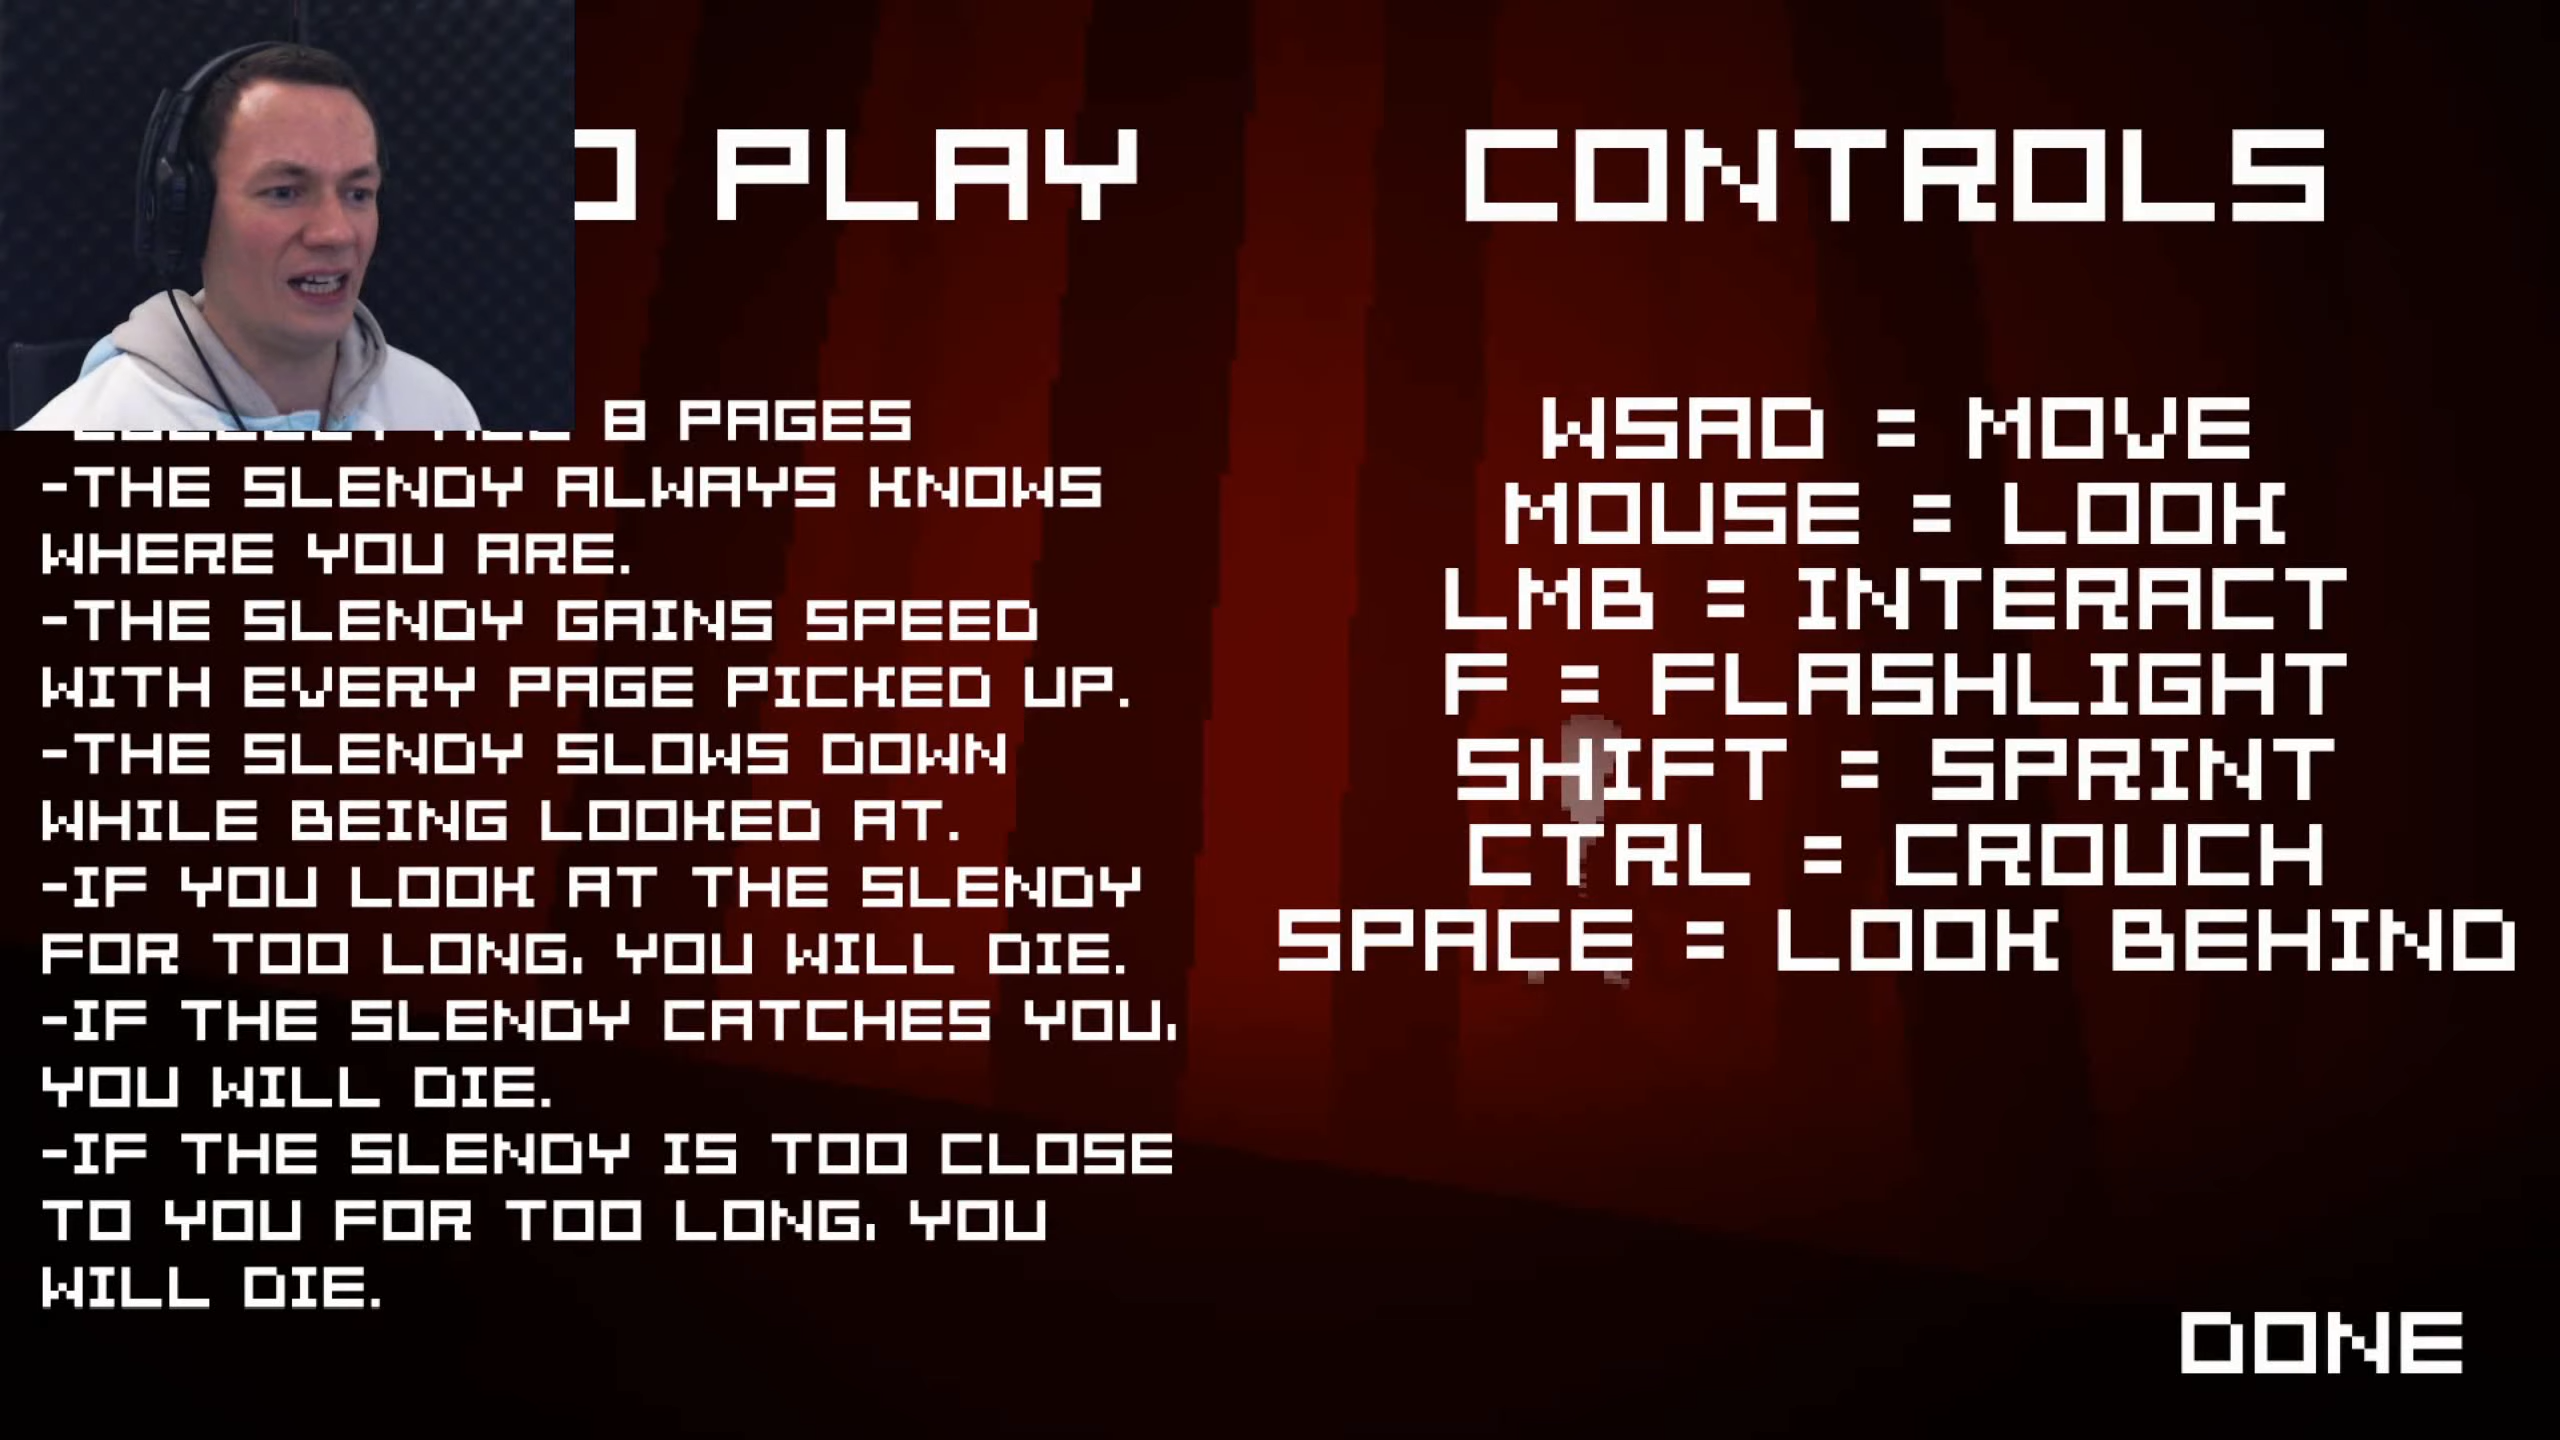 PLAY
8 PAGES
-THE SLENDY ALWAYS KNOWS
WHERE YOU ARE.
-THE SLENDY GAINS SPEED
WITH EVERY PAGE PICKED UP.
-THE SLENDY SLOWS DOWN
WHILE BEING LOOKED AT.
-IF YOU LOOK AT THE SLENDY
FOR TOO LONG, YOU WILL DIE.
-IF THE SLENDY CATCHES YOU,
YOU WILL DIE.
-IF THE SLENDY IS TOO CLOSE
TO YOU FOR TOO LONG, YOU
WILL DIE.
CONTROLS
WSAD = MOVE
MOUSE = LOOK
LMB = INTERACT
F = FLASHLIGHT
SHIFT = SPRINT
CTRL = CROUCH
SPACE = LOOK BEHIND
DONE